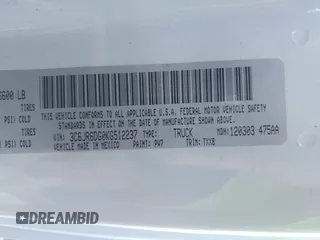 6600 LB
TIRES
PSI) COLD
TIRES
PSI) COLD
THIS VEHICLE CONFORMS TO ALL APPLICABLE U.S.A. FEDERAL MOTOR VEHICLE SAFETY
STANDARDS IN EFFECT ON THE DATE OF MANUFACTURE SHOWN ABOVE
3C6JR6DG0KG512237 TYPE: TRUCK MDH: 120303 475AA
VEHICLE MADE IN MEXICO PAINT: PW7 TRIM: TXX8
DREAMBID